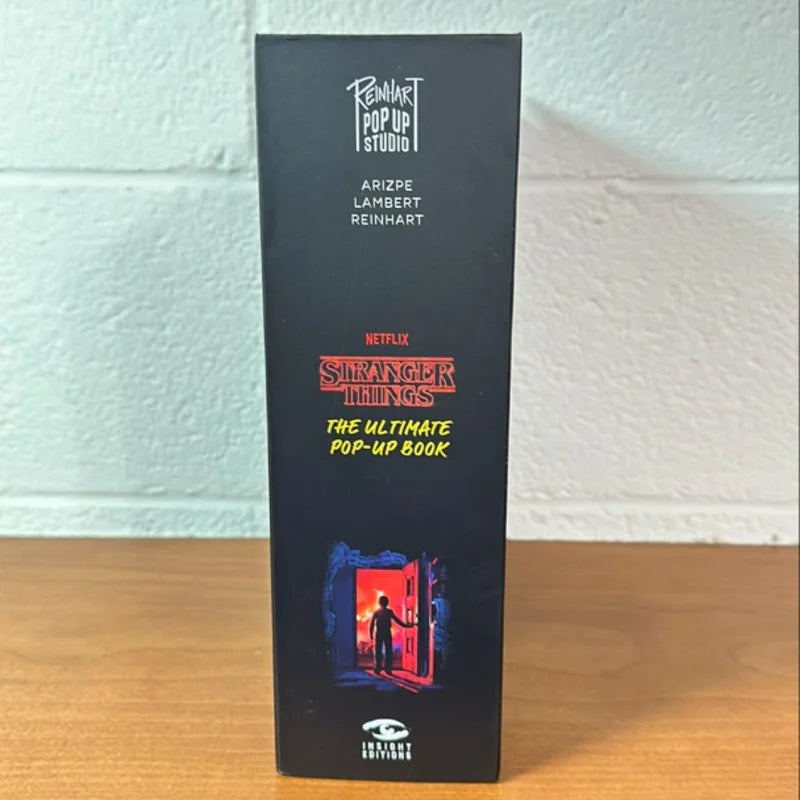 REINHART
POP UP
STUDIO
ARIZPE
LAMBERT
REINHART
NETFLIX
STRANGER
THINGS
THE ULTIMATE
POP-UP BOOK
INSIGHT
EDITIONS